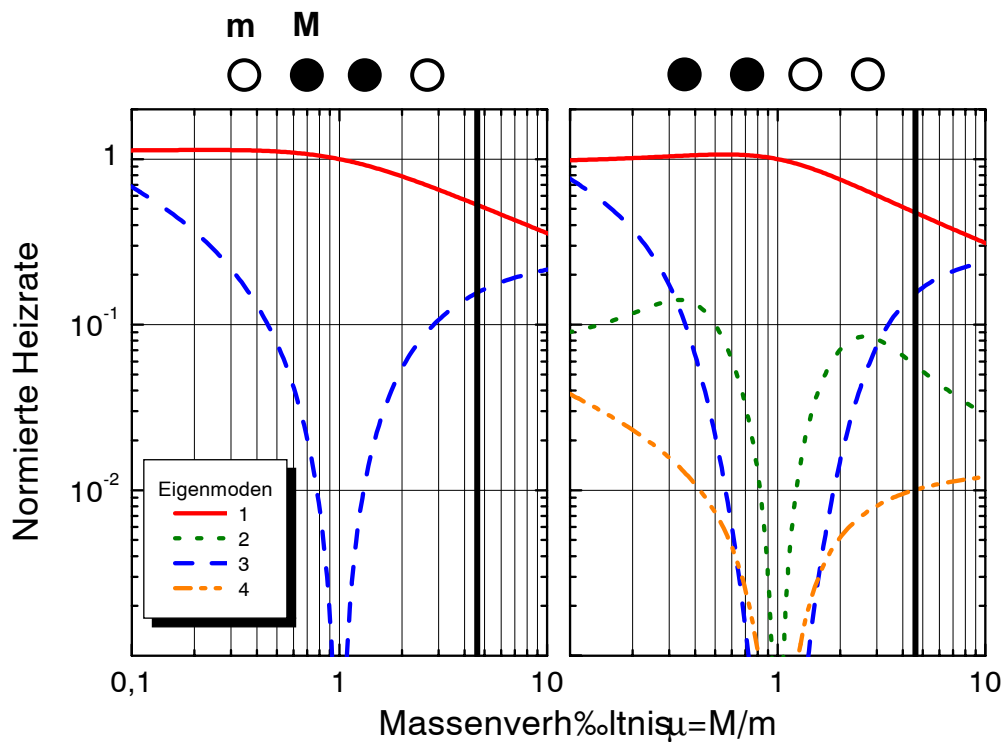 m M
1
10-1
10-2
Normierte Heizrate
Eigenmoden
1
2
3
4
0,1 1 10 1 10
Massenverh‰ltnisμ=M/m